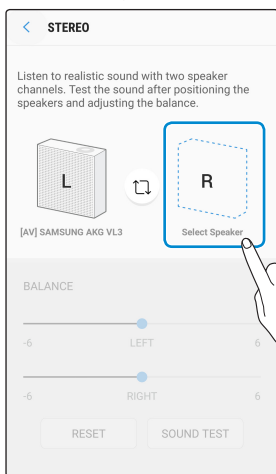 STEREO
Listen to realistic sound with two speaker
channels. Test the sound after positioning the
speakers and adjusting the balance.
L
R
[AV] SAMSUNG AKG VL3
Select Speaker
BALANCE
-6 LEFT 6
-6 RIGHT 6
RESET SOUND TEST